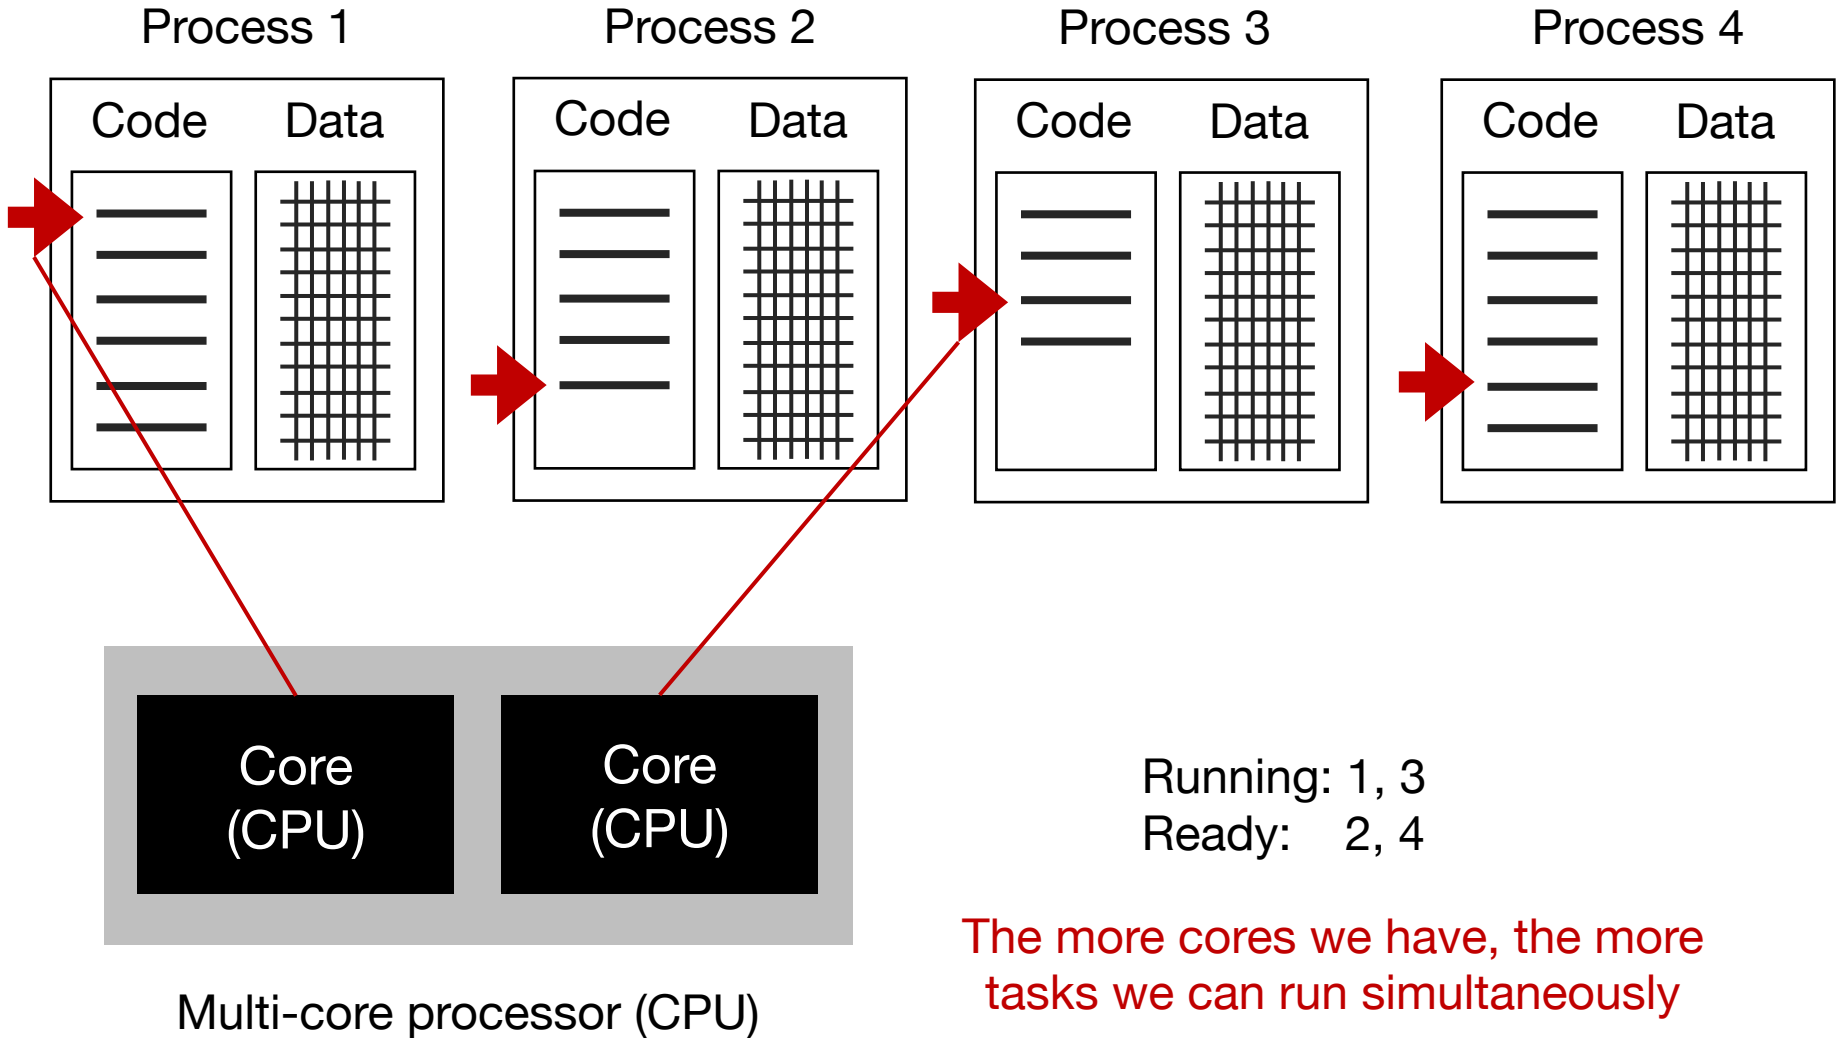 Process 1
Process 2
Process 3
Process 4
Code Data
Code Data
Code Data
Code Data
Core
(CPU)
Core
(CPU)
Multi-core processor (CPU)
Running: 1, 3
Ready: 2, 4
The more cores we have, the more
tasks we can run simultaneously